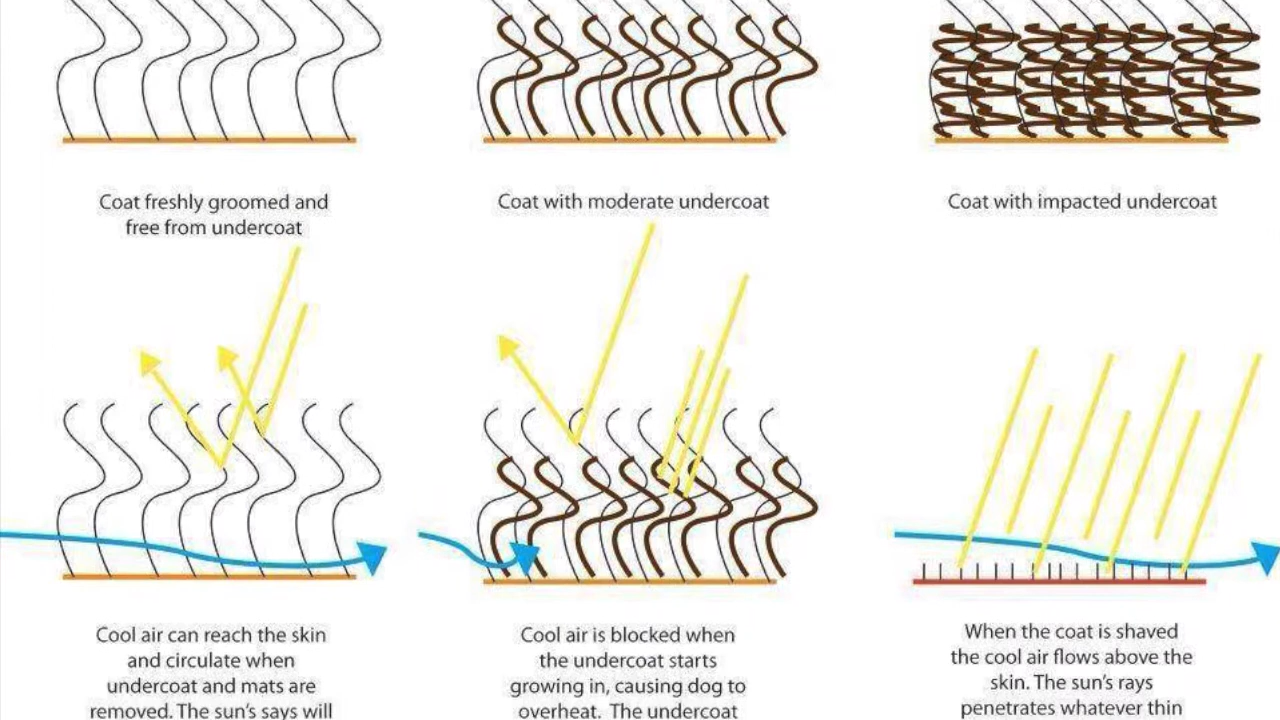 Coat freshly groomed and
free from undercoat
Coat with moderate undercoat
Coat with impacted undercoat
Cool air can reach the skin
and circulate when
undercoat and mats are
removed. The sun's says will
Cool air is blocked when
the undercoat starts
growing in, causing dog to
overheat. The undercoat
When the coat is shaved
the cool air flows above the
skin. The sun's rays
penetrates whatever thin